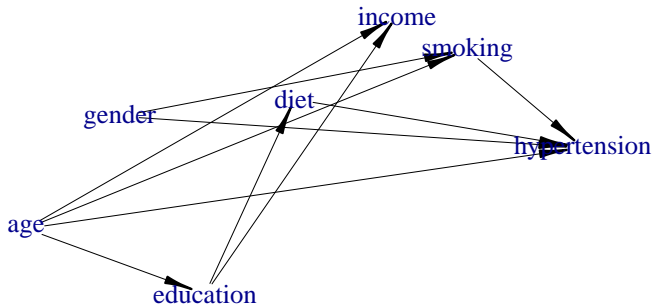 income
smoking
diet
gender
hypertension
age
education